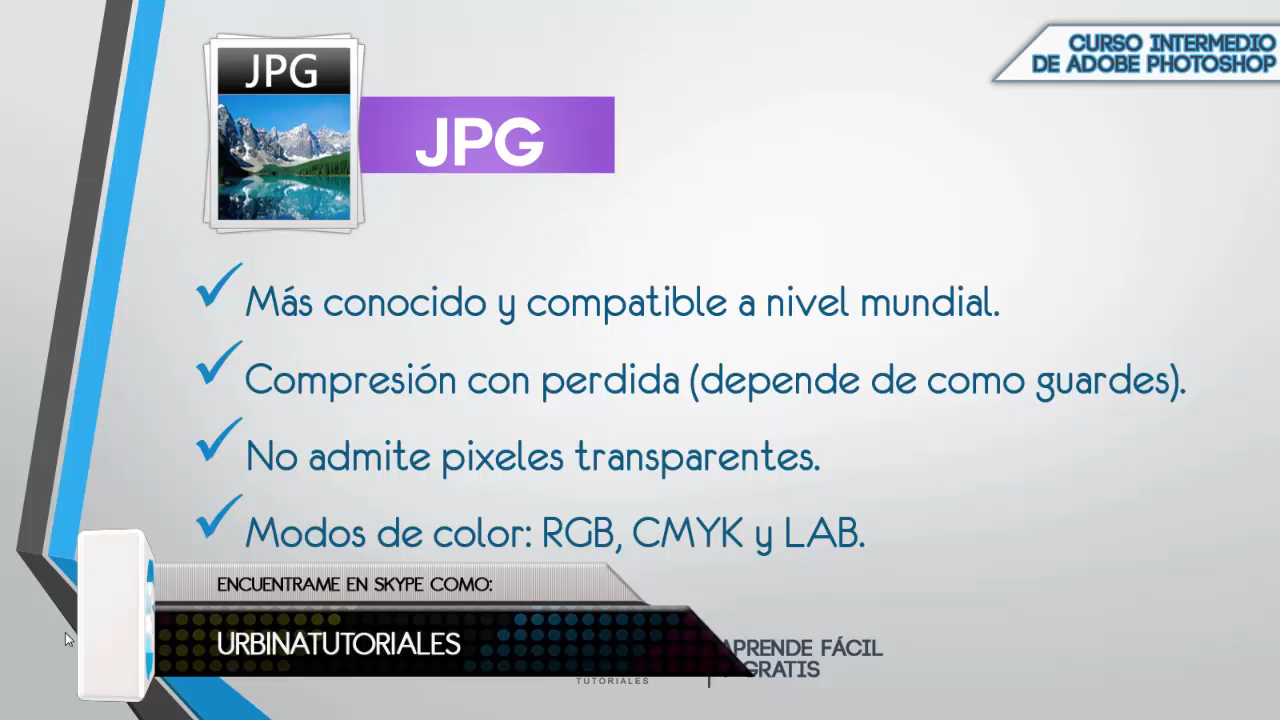 CURSO INTERMEDIO
DE ADOBE PHOTOSHOP
JPG
JPG
Más conocido y compatible a nivel mundial.
Compresión con perdida (depende de como guardes).
No admite pixeles transparentes.
Modos de color: RGB, CMYK y LAB.
ENCUENTRAME EN SKYPE COMO:
URBINATUTORIALES
APRENDE FÁCIL
GRATIS
TUTORIALES